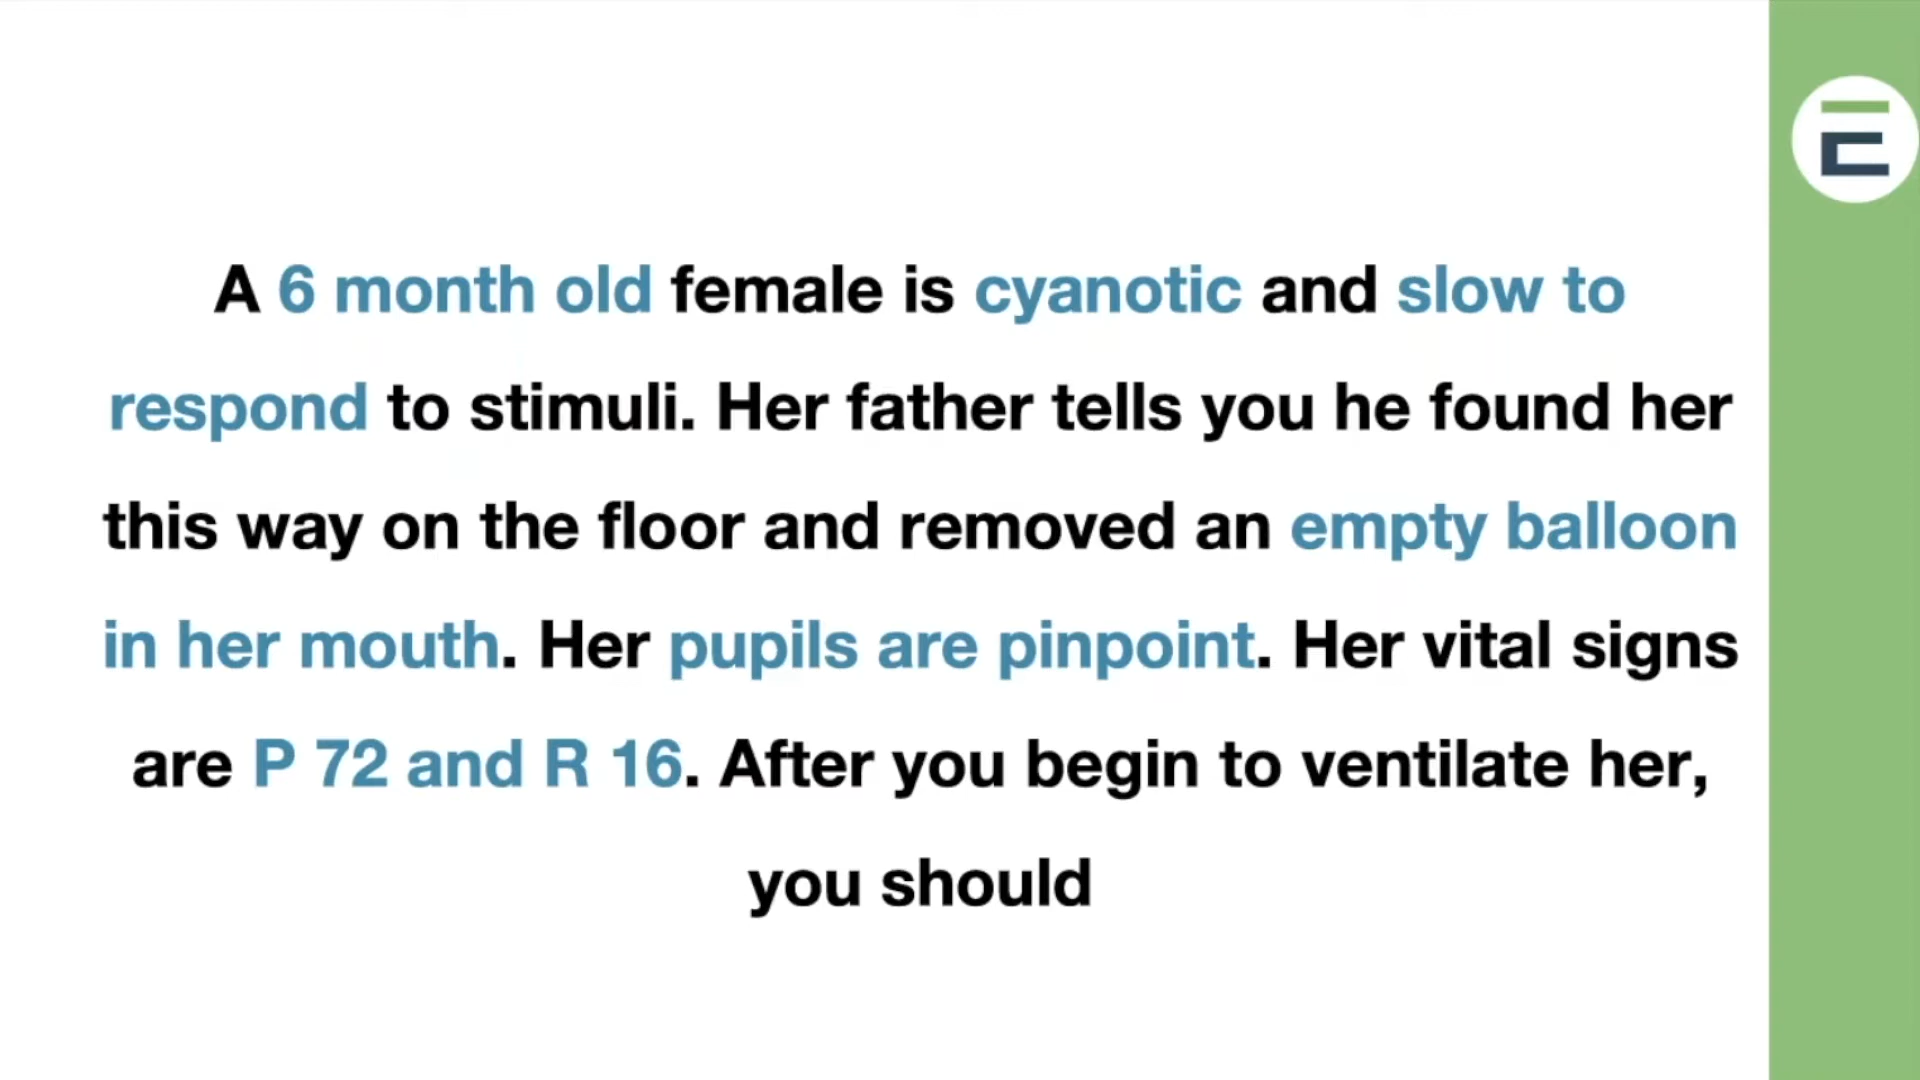 A 6 month old female is cyanotic and slow to
respond to stimuli. Her father tells you he found her
this way on the floor and removed an empty balloon
in her mouth. Her pupils are pinpoint. Her vital signs
are P 72 and R 16. After you begin to ventilate her,
you should